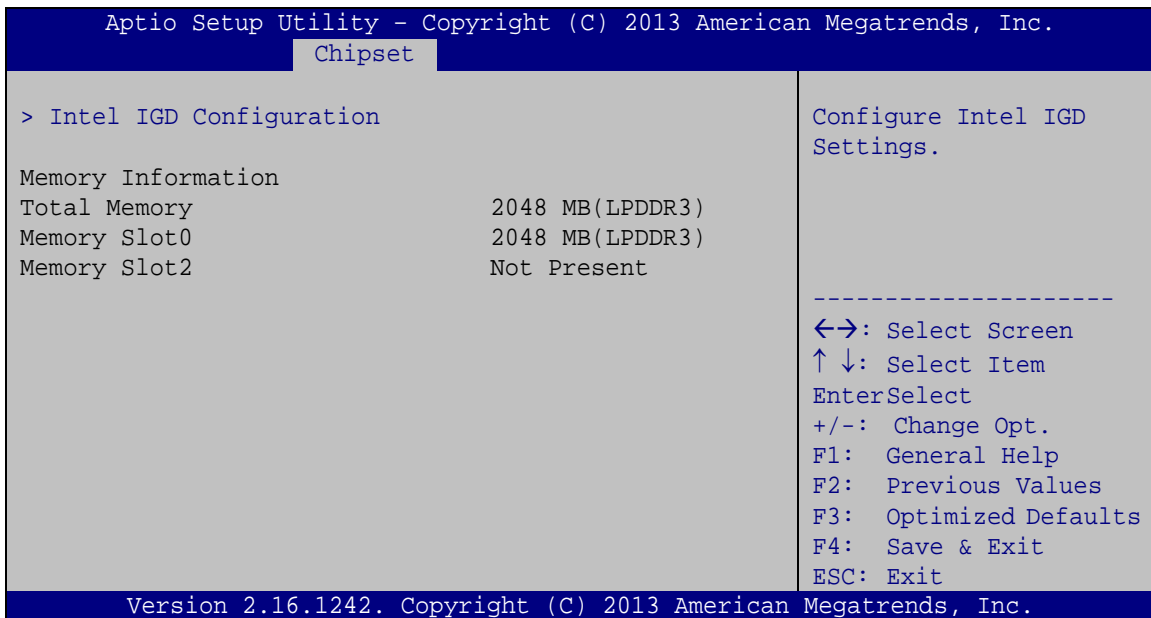 Aptio Setup Utility – Copyright (C) 2013 American Megatrends, Inc.
Chipset
> Intel IGD Configuration
Memory Information
Total Memory 2048 MB(LPDDR3)
Memory Slot0 2048 MB(LPDDR3)
Memory Slot2 Not Present
Configure Intel IGD
Settings.
---------------------
←→: Select Screen
↑ ↓: Select Item
EnterSelect
+/-: Change Opt.
F1: General Help
F2: Previous Values
F3: Optimized Defaults
F4: Save & Exit
ESC: Exit
Version 2.16.1242. Copyright (C) 2013 American Megatrends, Inc.